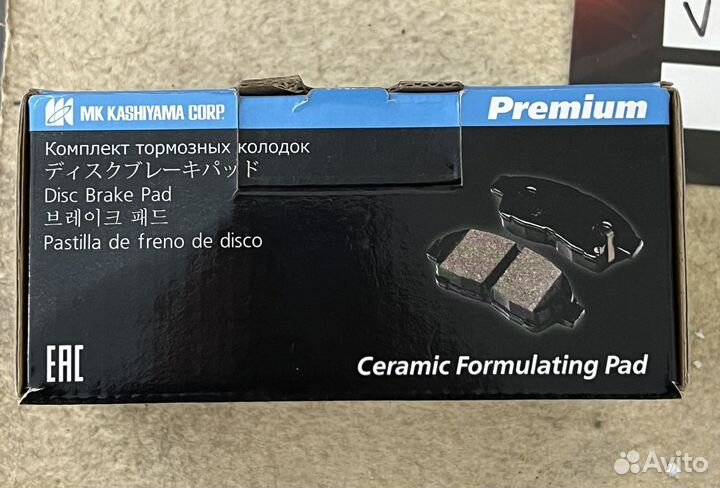 MK KASHIYAMA CORP.
Premium
Комплект тормозных колодок
ディスクブレーキパッド
Disc Brake Pad
브레이크 패드
Pastilla de freno de disco
EAC
Ceramic Formulating Pad
Avito